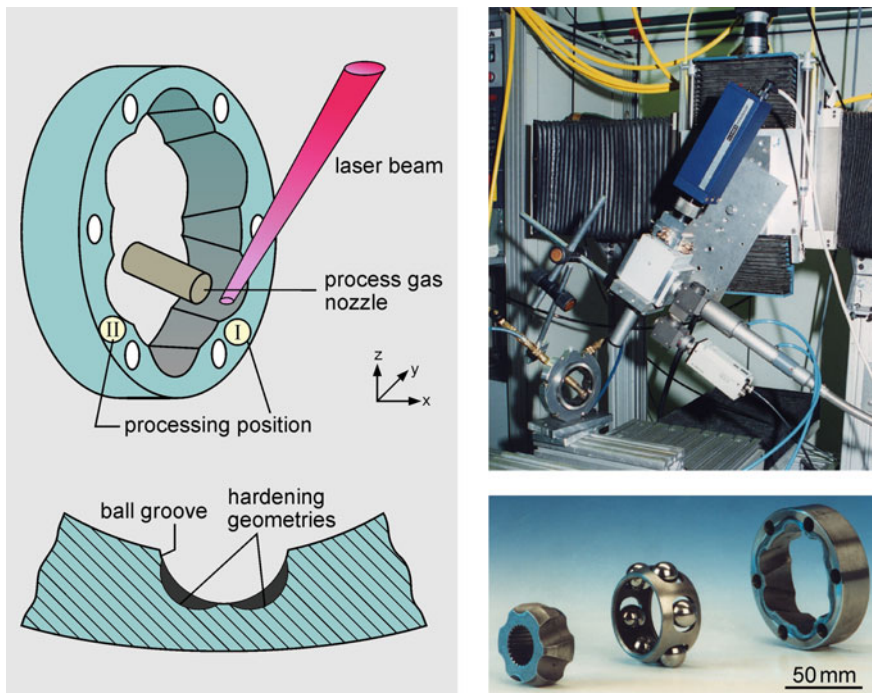 laser beam
process gas
nozzle
II
I
z
y
x
processing position
ball groove
hardening
geometries
50 mm